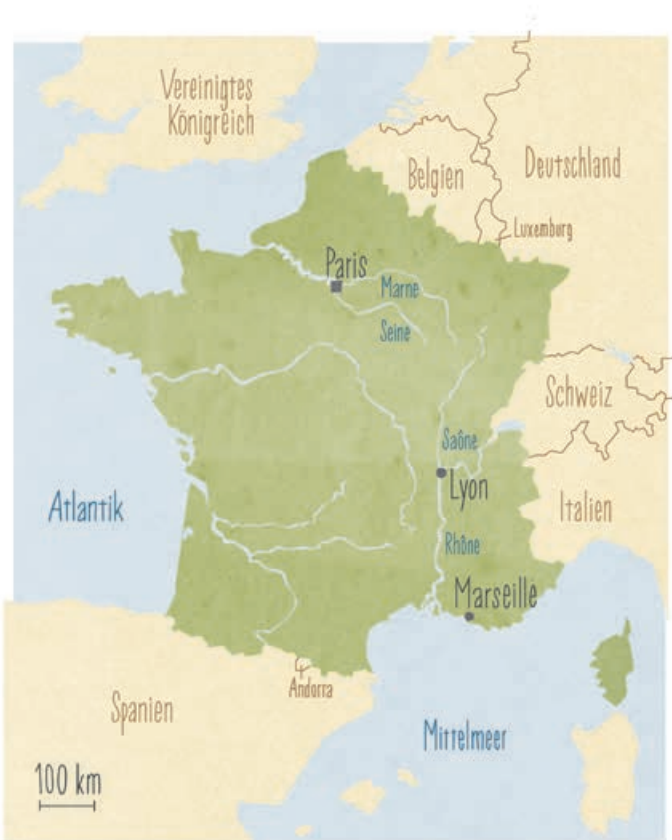 Vereinigtes
Königreich
Belgien
Deutschland
Luxemburg
Paris
Marne
Seine
Schweiz
Saône
Lyon
Atlantik
Italien
Rhône
Marseille
Andorra
Spanien
Mittelmeer
100 km